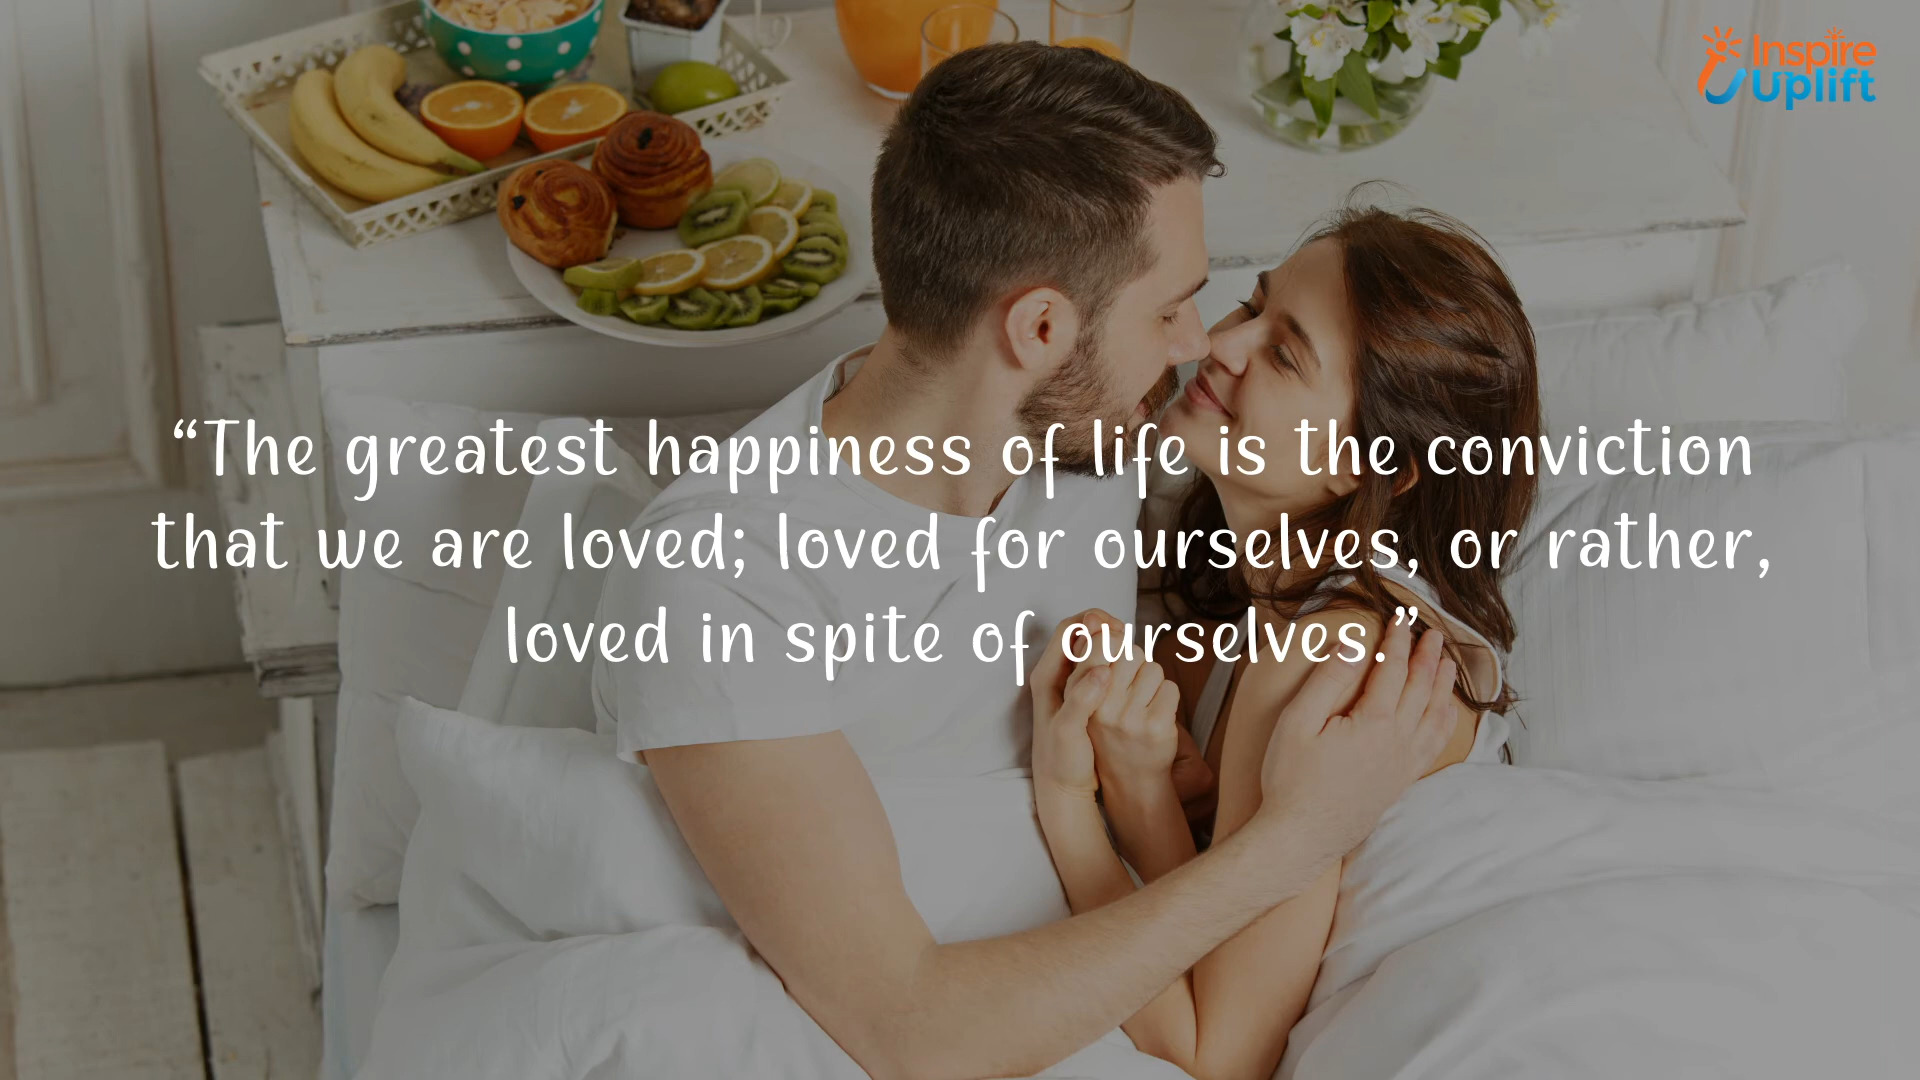 Inspire
Uplift
“The greatest happiness of life is the conviction
that we are loved; loved for ourselves, or rather,
loved in spite of ourselves.”